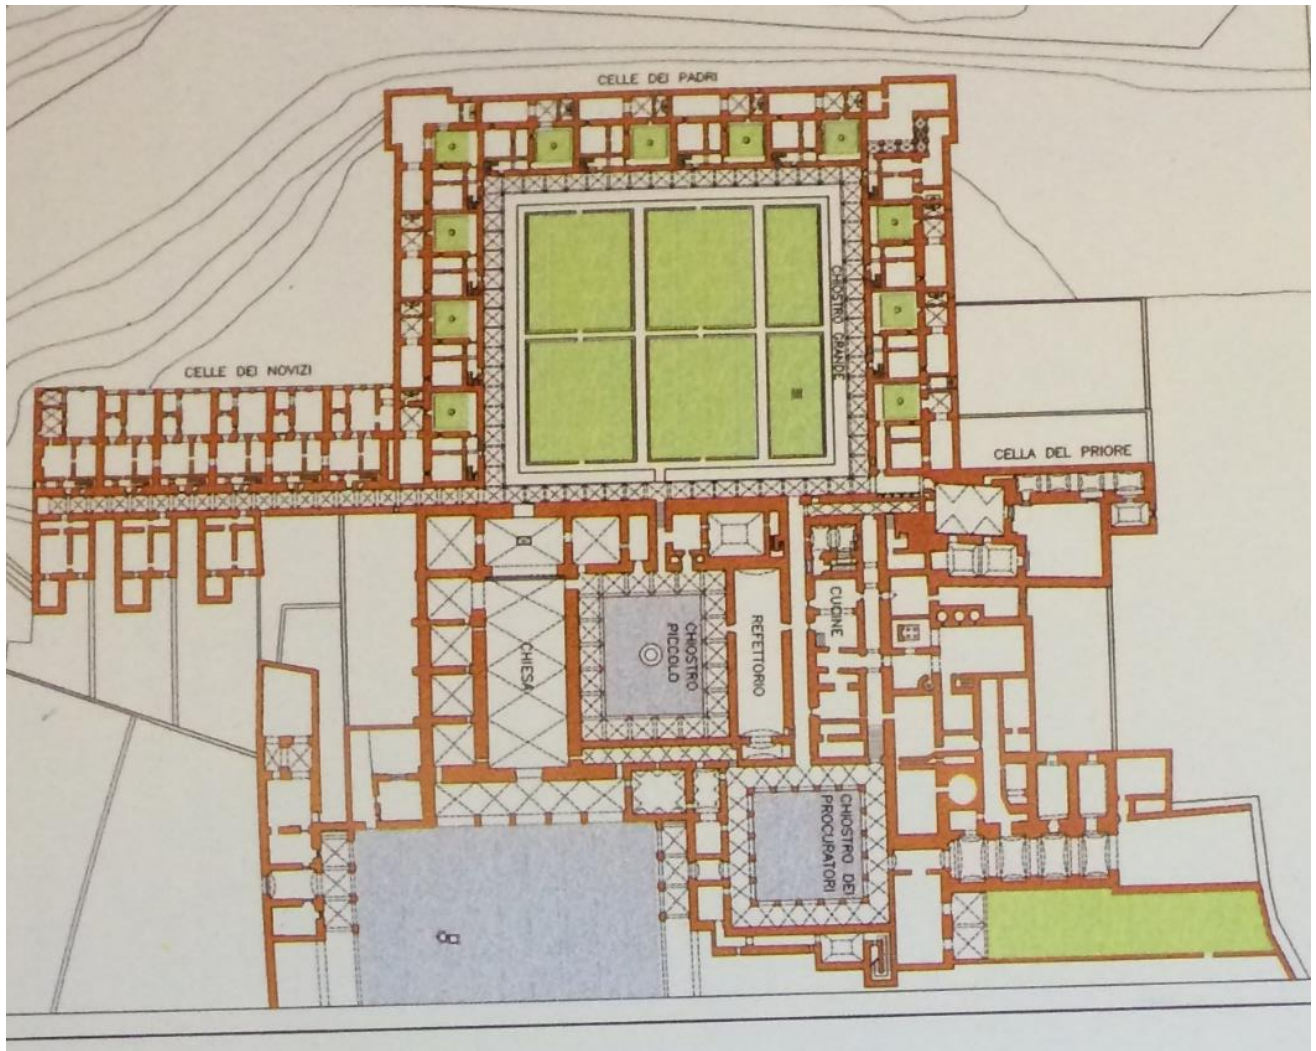 CELLE DEI PADRI
CHIOSTRO GRANDE
CELLE DEI NOVIZI
CELLA DEL PRIORE
CHIESA
CHIOSTRO
PICCOLO
REFETTORIO
CUCINE
CHIOSTRO DEI
PROCURATORI